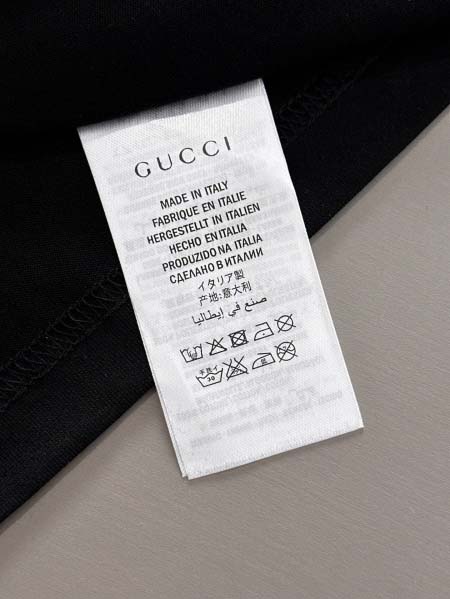 GUCCI
MADE IN ITALY
FABRIQUE EN ITALIE
HERGESTELLT IN ITALIEN
HECHO EN ITALIA
PRODUZIDO NA ITALIA
СДЕЛАНО В ИТАЛИИ
イタリア製
产地:意大利
صنع في إيطاليا